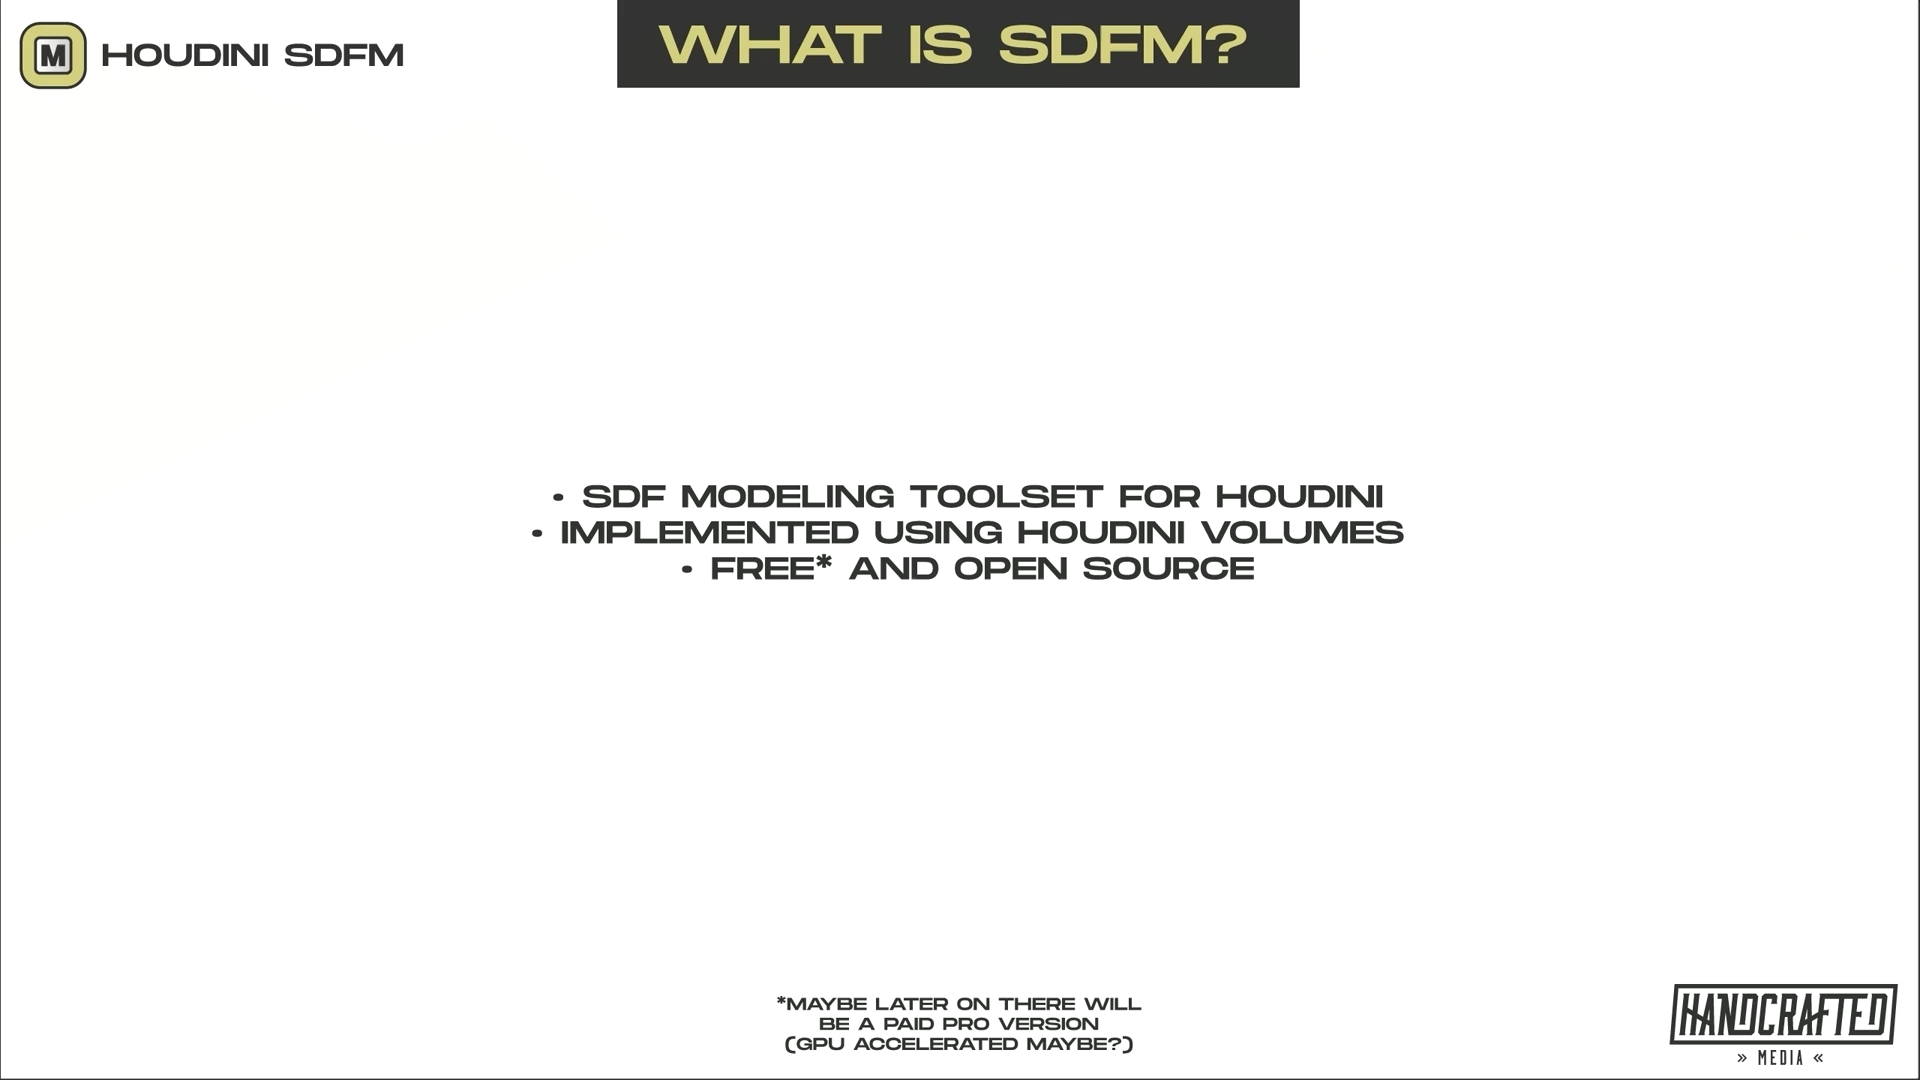 M HOUDINI SDFM
WHAT IS SDFM?
• SDF MODELING TOOLSET FOR HOUDINI
• IMPLEMENTED USING HOUDINI VOLUMES
• FREE* AND OPEN SOURCE
*MAYBE LATER ON THERE WILL
BE A PAID PRO VERSION
(GPU ACCELERATED MAYBE?)
HANDCRAFTED
» MEDIA «